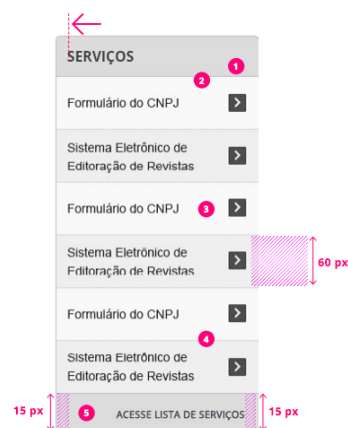 SERVIÇOS
1
2
Formulário do CNPJ
Sistema Eletrônico de
Editoração de Revistas
Formulário do CNPJ
3
Sistema Eletrônico de
Editoração de Revistas
60 px
Formulário do CNPJ
4
Sistema Eletrônico de
Editoração de Revistas
15 px
5
ACESSE LISTA DE SERVIÇOS
15 px